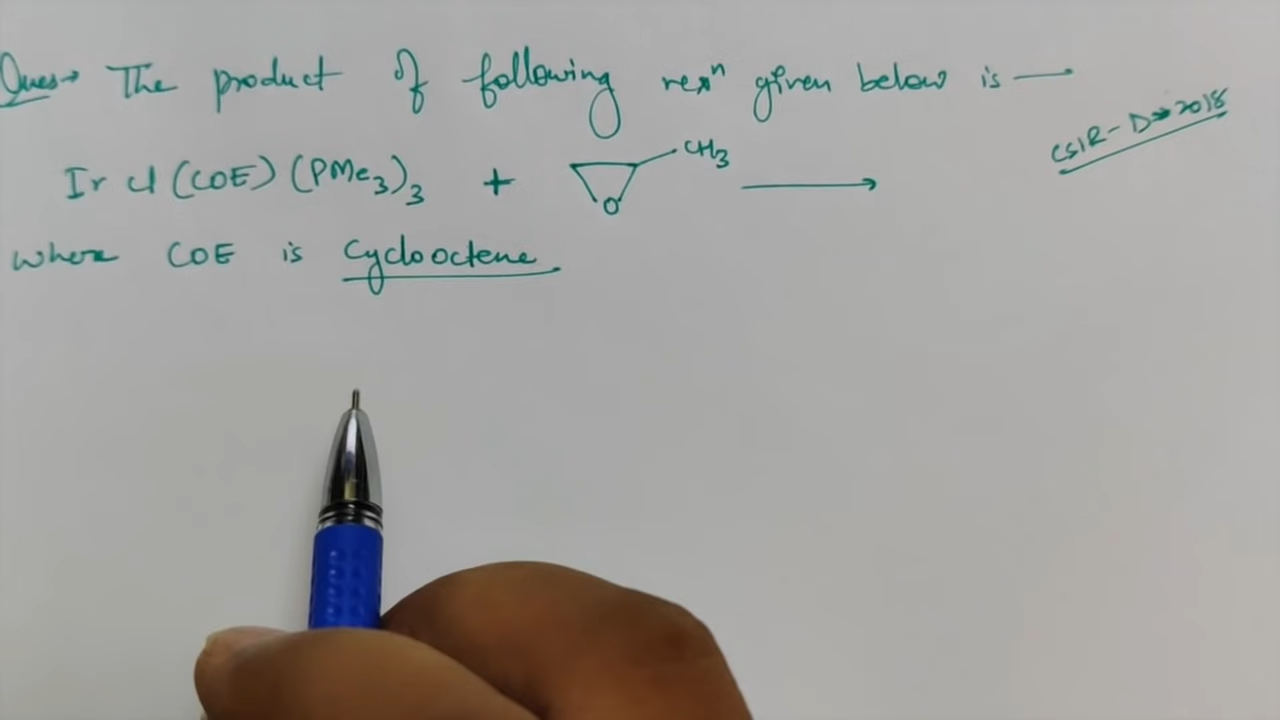 Ques→ The product of following rexⁿ given below is —
CSIR-D→2018
Ir Cl (COE) (PMe₃)₃ + CH₃ O ⟶
where COE is Cyclooctene